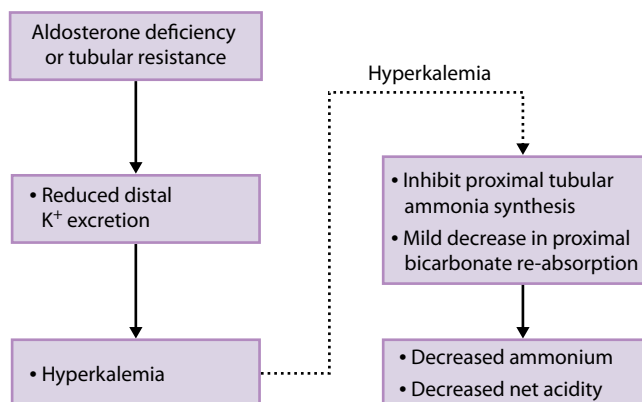 Aldosterone deficiency
or tubular resistance
• Reduced distal
K⁺ excretion
• Hyperkalemia
Hyperkalemia
• Inhibit proximal tubular
ammonia synthesis
• Mild decrease in proximal
bicarbonate re-absorption
• Decreased ammonium
• Decreased net acidity